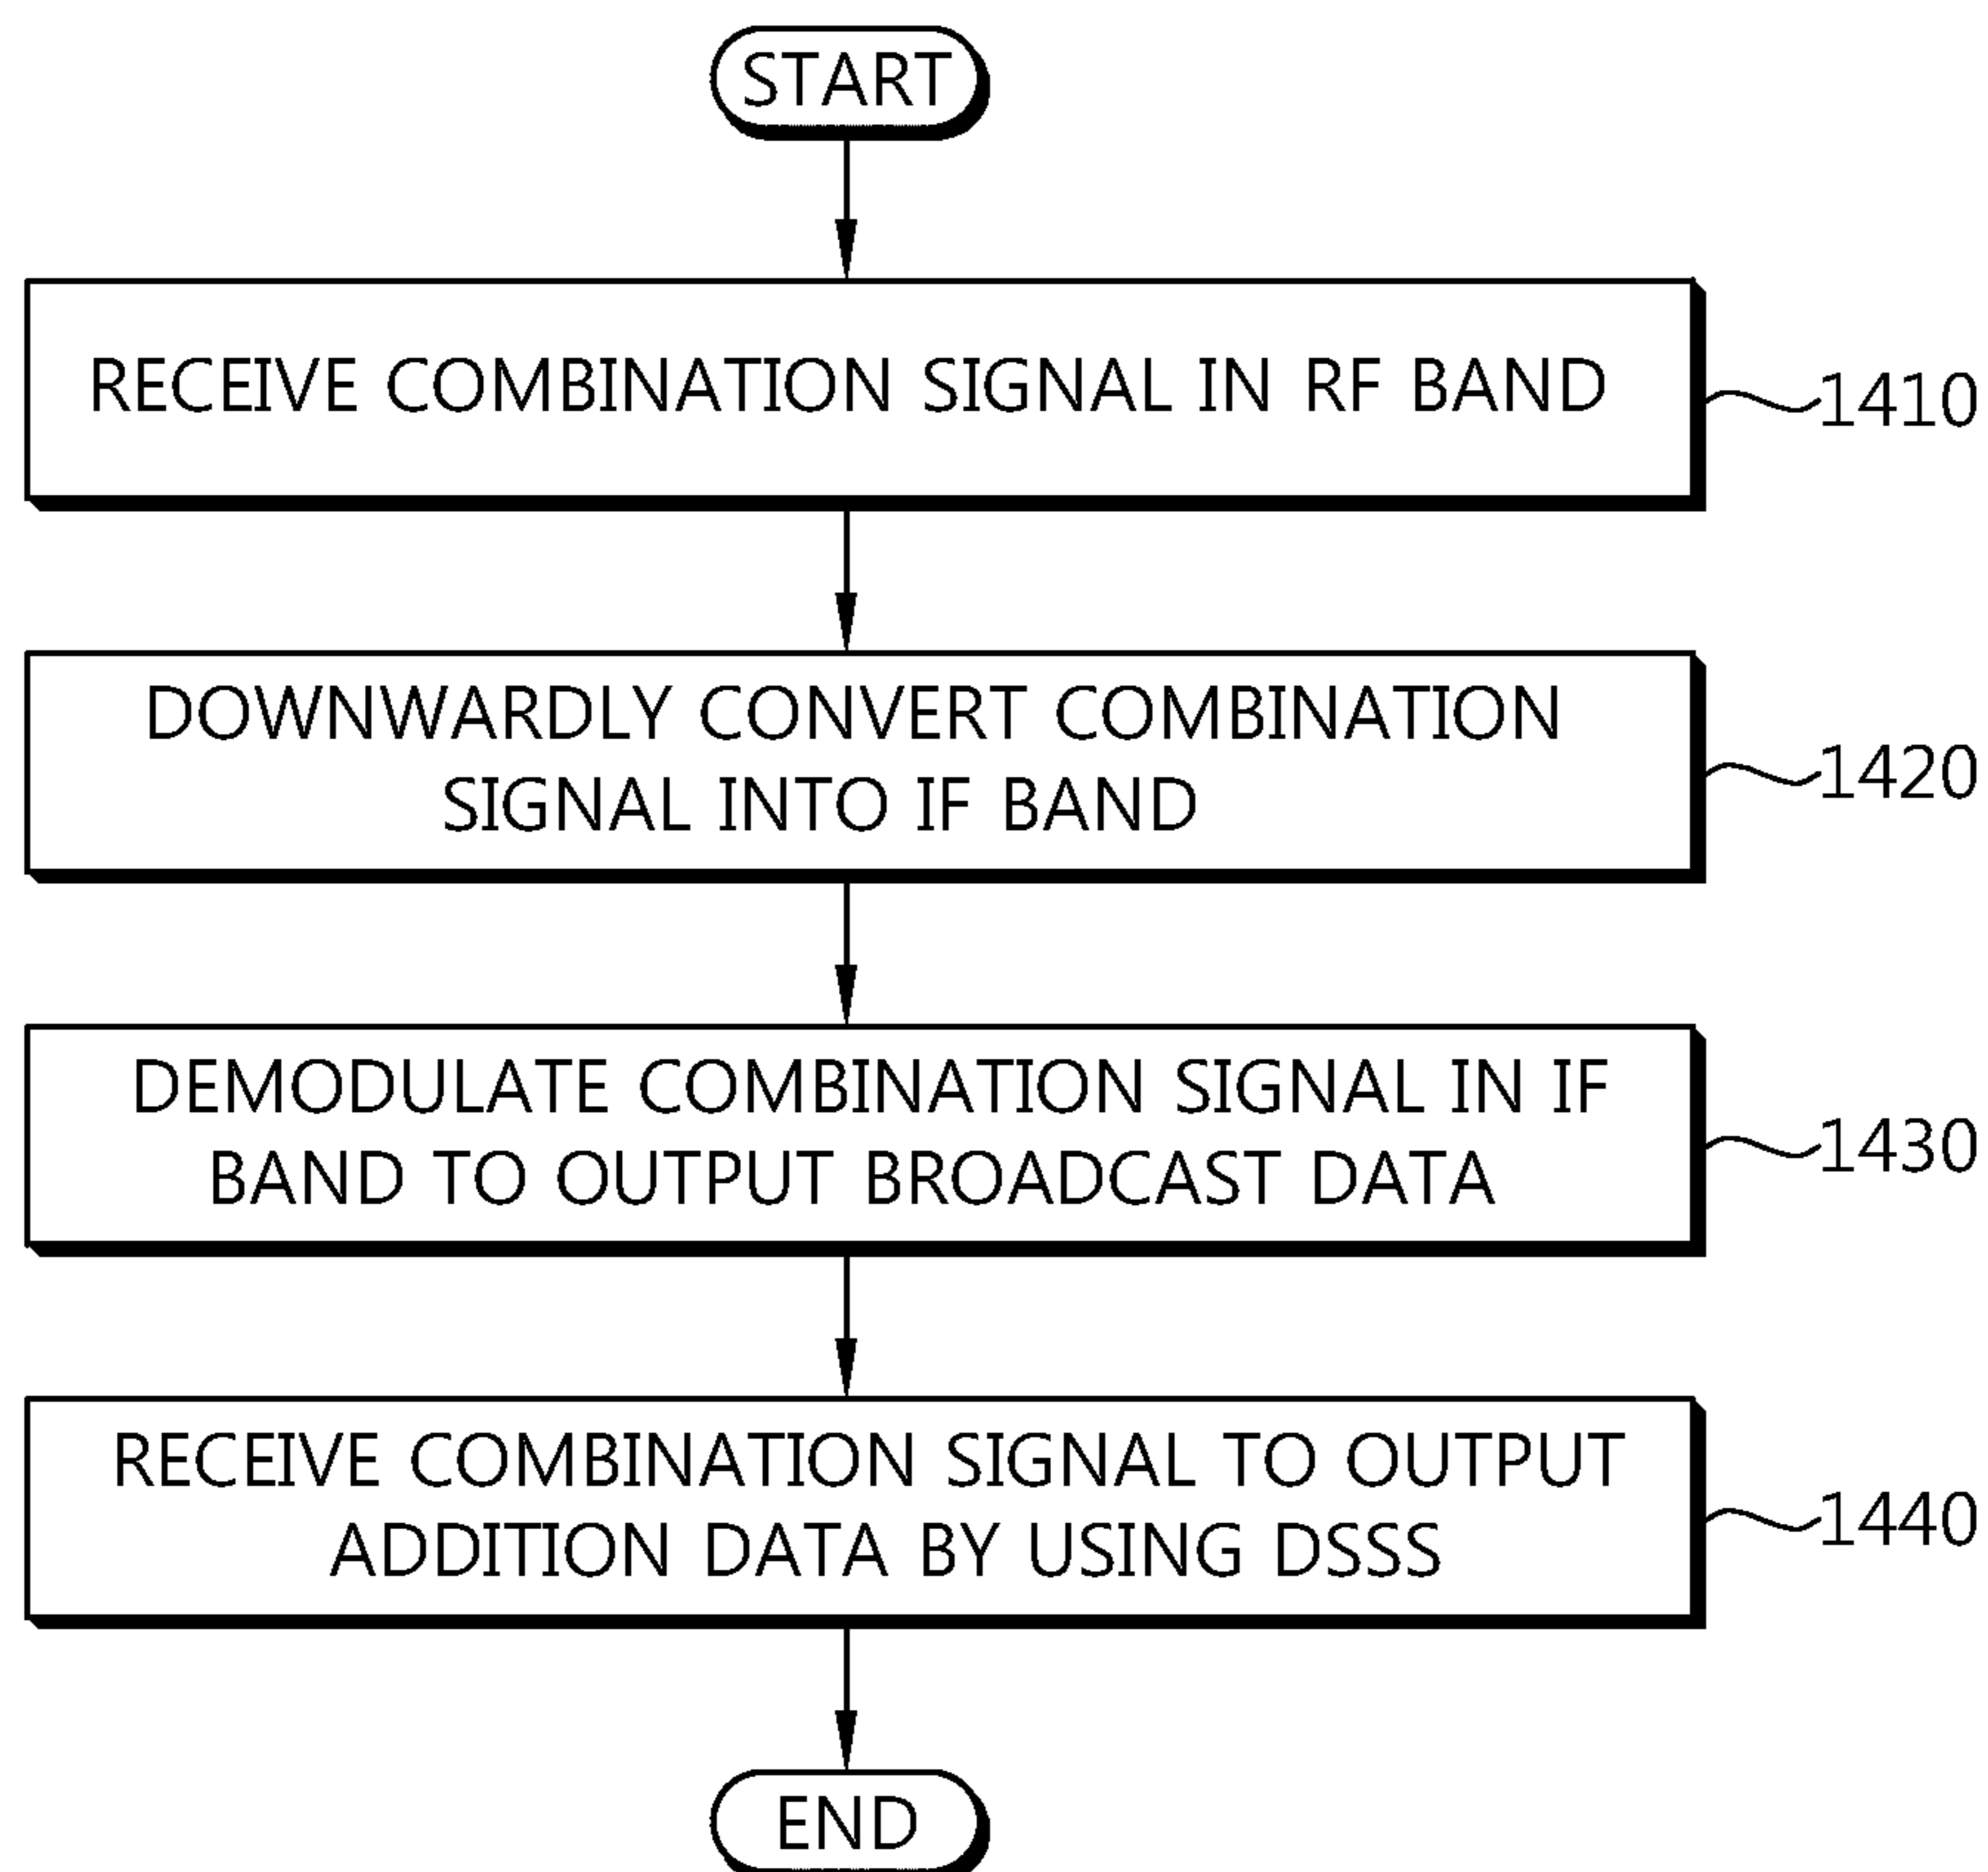 START
RECEIVE COMBINATION SIGNAL IN RF BAND
1410
DOWNWARDLY CONVERT COMBINATION
SIGNAL INTO IF BAND
1420
DEMODULATE COMBINATION SIGNAL IN IF
BAND TO OUTPUT BROADCAST DATA
1430
RECEIVE COMBINATION SIGNAL TO OUTPUT
ADDITION DATA BY USING DSSS
1440
END